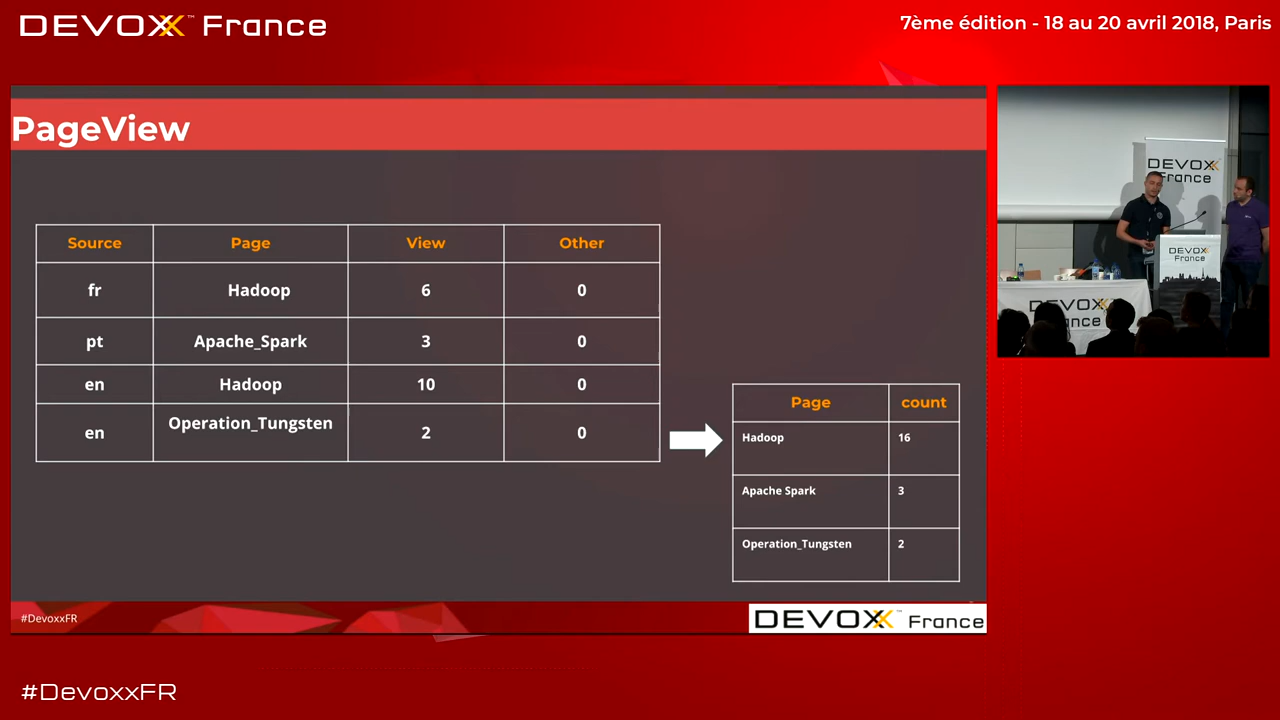 DEVOXX™ France
7ème édition - 18 au 20 avril 2018, Paris
PageView
Source Page View Other
fr Hadoop 6 0
pt Apache_Spark 3 0
en Hadoop 10 0
en Operation_Tungsten 2 0
Page count
Hadoop 16
Apache Spark 3
Operation_Tungsten 2
#DevoxxFR
DEVOXX™ France
DEVOXX
France
DEVOXX
France
DEVOXX
#DevoxxFR